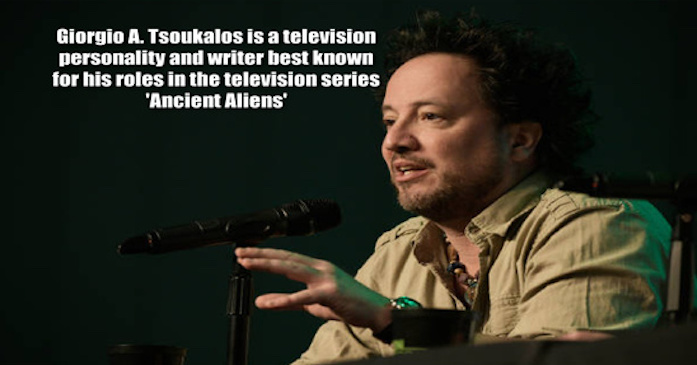 Giorgio A. Tsoukalos is a television
personality and writer best known
for his roles in the television series
'Ancient Aliens'